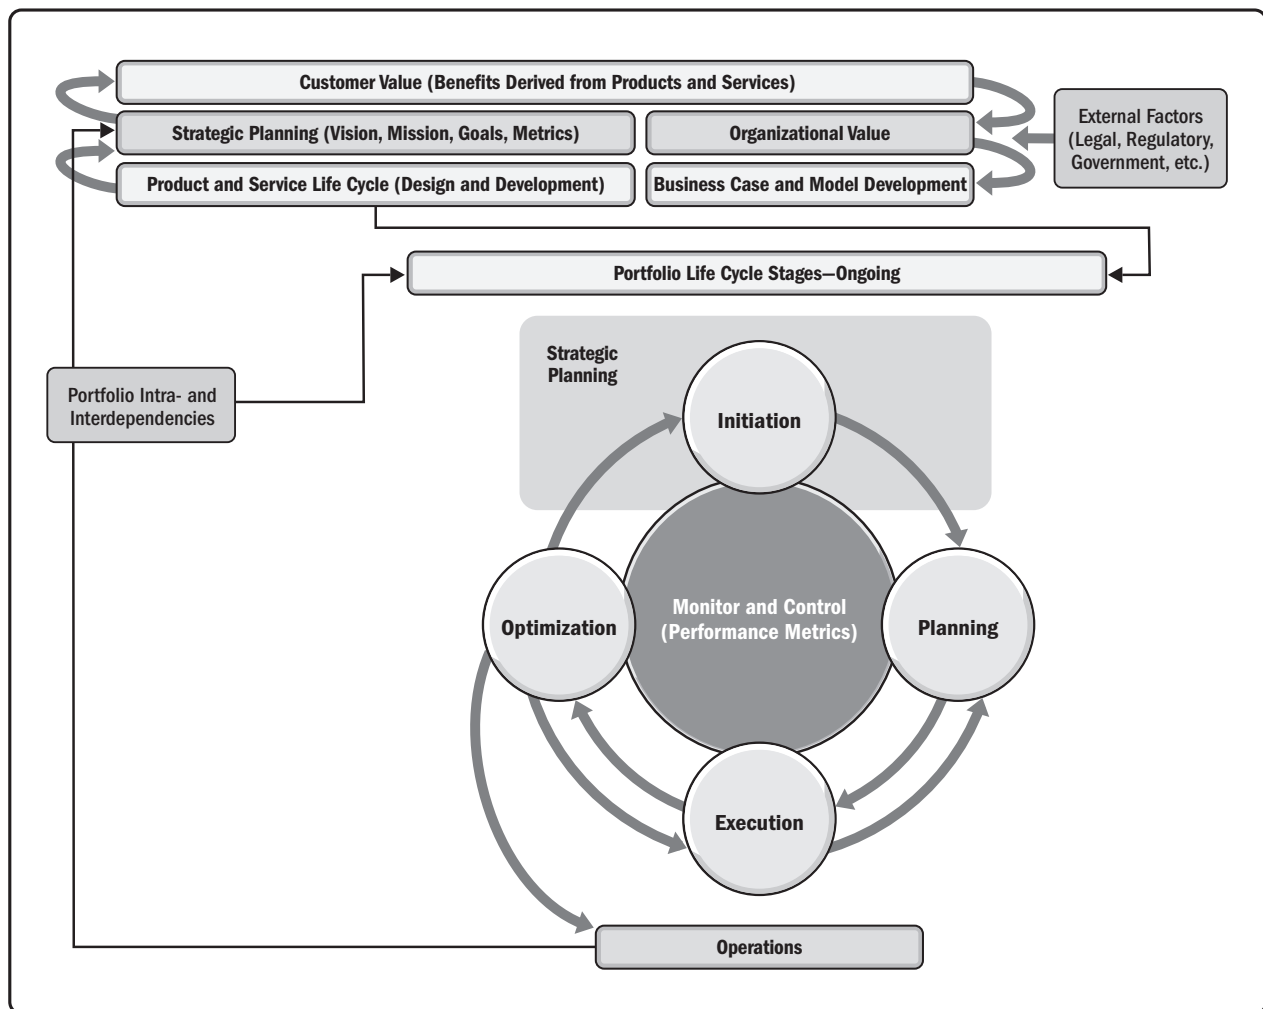 Customer Value (Benefits Derived from Products and Services)
Strategic Planning (Vision, Mission, Goals, Metrics)
Organizational Value
External Factors
(Legal, Regulatory,
Government, etc.)
Product and Service Life Cycle (Design and Development)
Business Case and Model Development
Portfolio Life Cycle Stages—Ongoing
Strategic
Planning
Portfolio Intra- and
Interdependencies
Initiation
Optimization
Monitor and Control
(Performance Metrics)
Planning
Execution
Operations